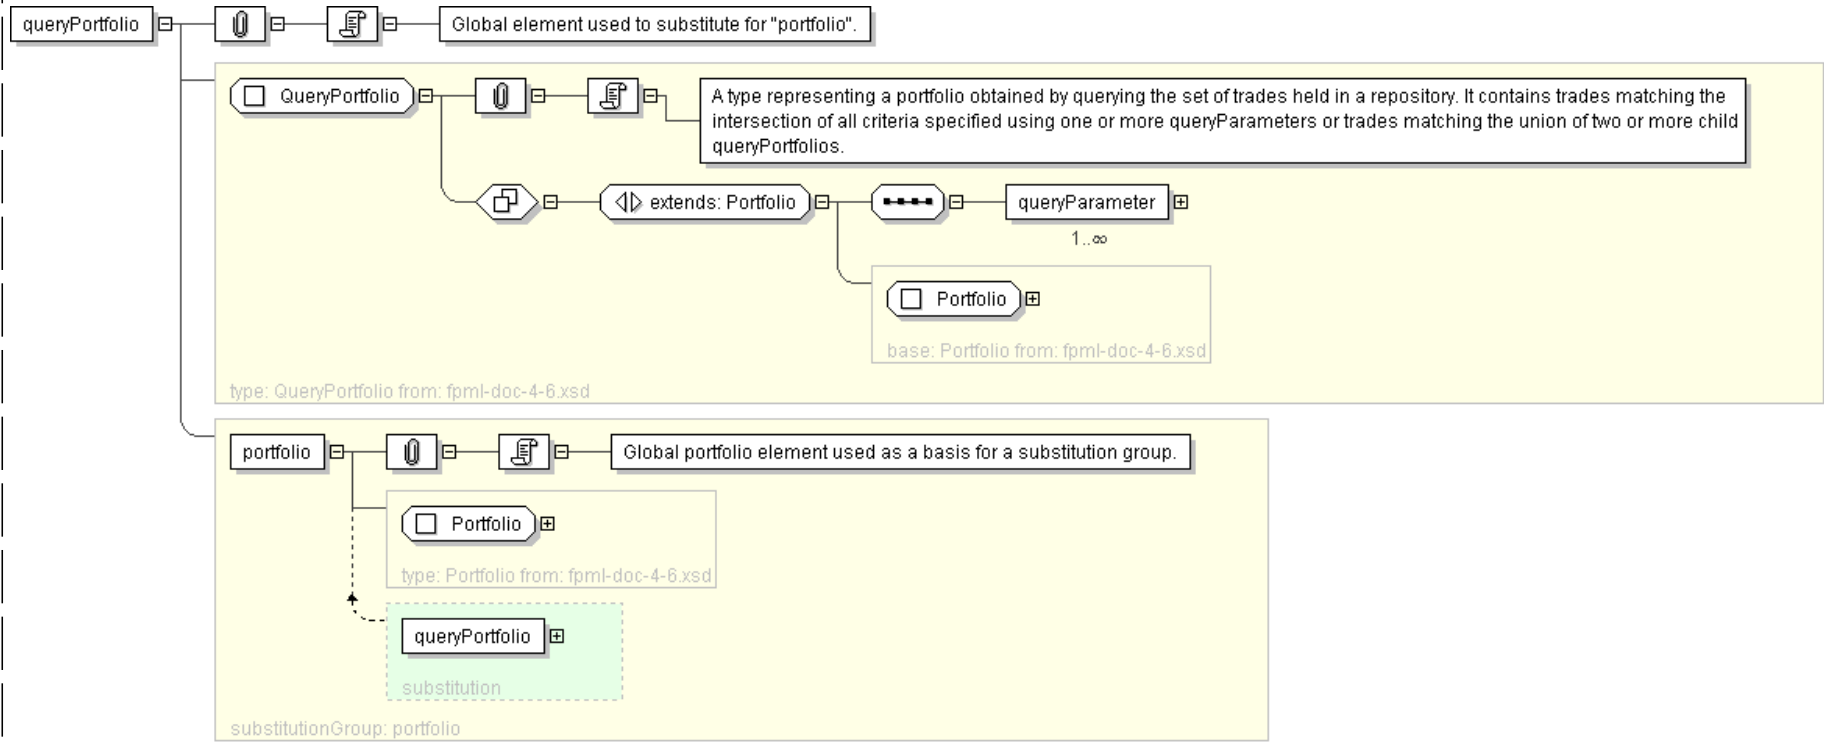 queryPortfolio
Global element used to substitute for "portfolio".
QueryPortfolio
A type representing a portfolio obtained by querying the set of trades held in a repository. It contains trades matching the
intersection of all criteria specified using one or more queryParameters or trades matching the union of two or more child
queryPortfolios.
extends: Portfolio
queryParameter
1..∞
Portfolio
base: Portfolio from: fpml-doc-4-6.xsd
type: QueryPortfolio from: fpml-doc-4-6.xsd
portfolio
Global portfolio element used as a basis for a substitution group.
Portfolio
type: Portfolio from: fpml-doc-4-6.xsd
queryPortfolio
substitution
substitutionGroup: portfolio